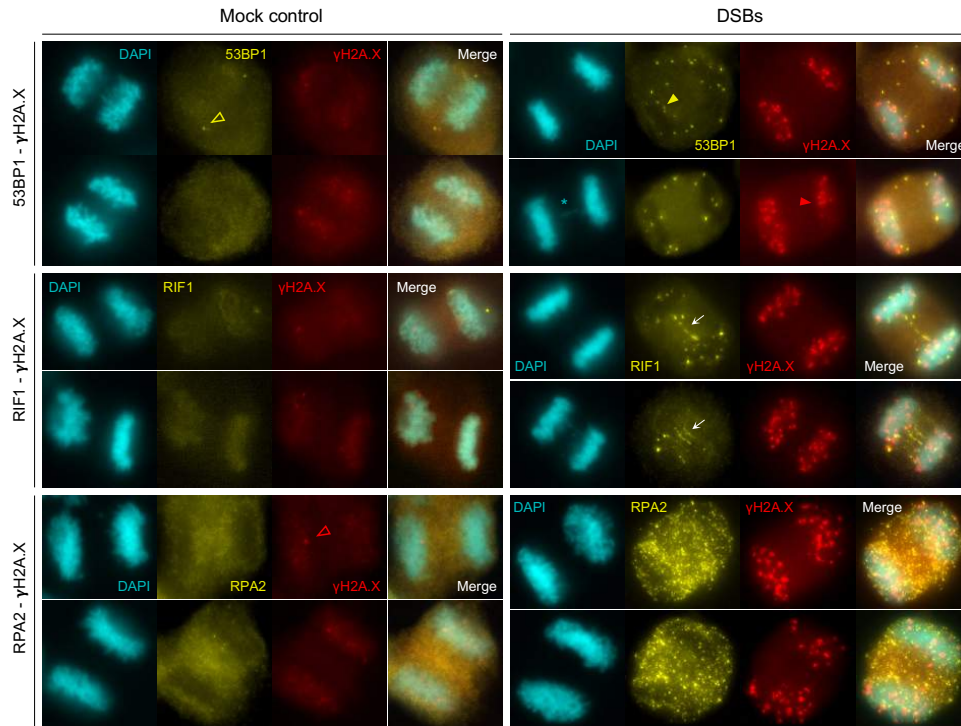 Mock control
DSBs
53BP1 - γH2A.X
DAPI
53BP1
γH2A.X
Merge
DAPI
53BP1
γH2A.X
Merge
*
RIF1 - γH2A.X
DAPI
RIF1
γH2A.X
Merge
DAPI
RIF1
γH2A.X
Merge
RPA2 - γH2A.X
DAPI
RPA2
γH2A.X
Merge
DAPI
RPA2
γH2A.X
Merge